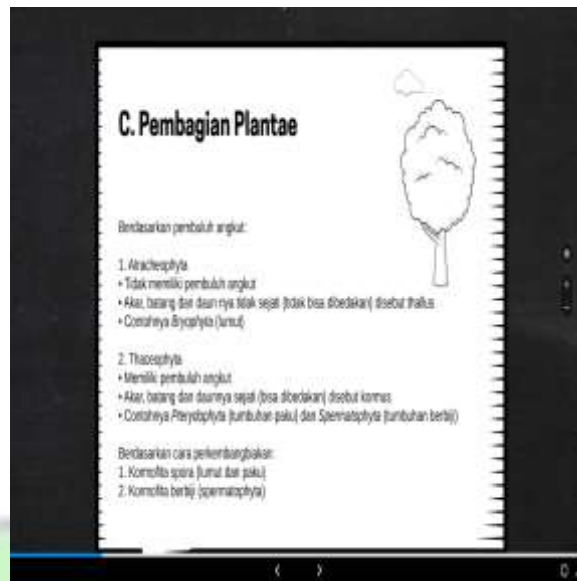 C. Pembagian Plantae
Berdasarkan pembuluh angkut:
1. Atracheophyta
• Tidak memiliki pembuluh angkut
• Akar, batang dan daun nya tidak sejati (tidak bisa dibedakan) disebut thallus
• Contohnya Bryophyta (lumut)
2. Thaceophyta
• Memiliki pembuluh angkut
• Akar, batang dan daunnya sejati (bisa dibedakan) disebut kormus
• Contohnya Pterydophyta (tumbuhan paku) dan Spermatophyta (tumbuhan berbiji)
Berdasarkan cara perkembangbiakan:
1. Kormofita spora (lumut dan paku)
2. Kormofita berbiji (spermatophyta)